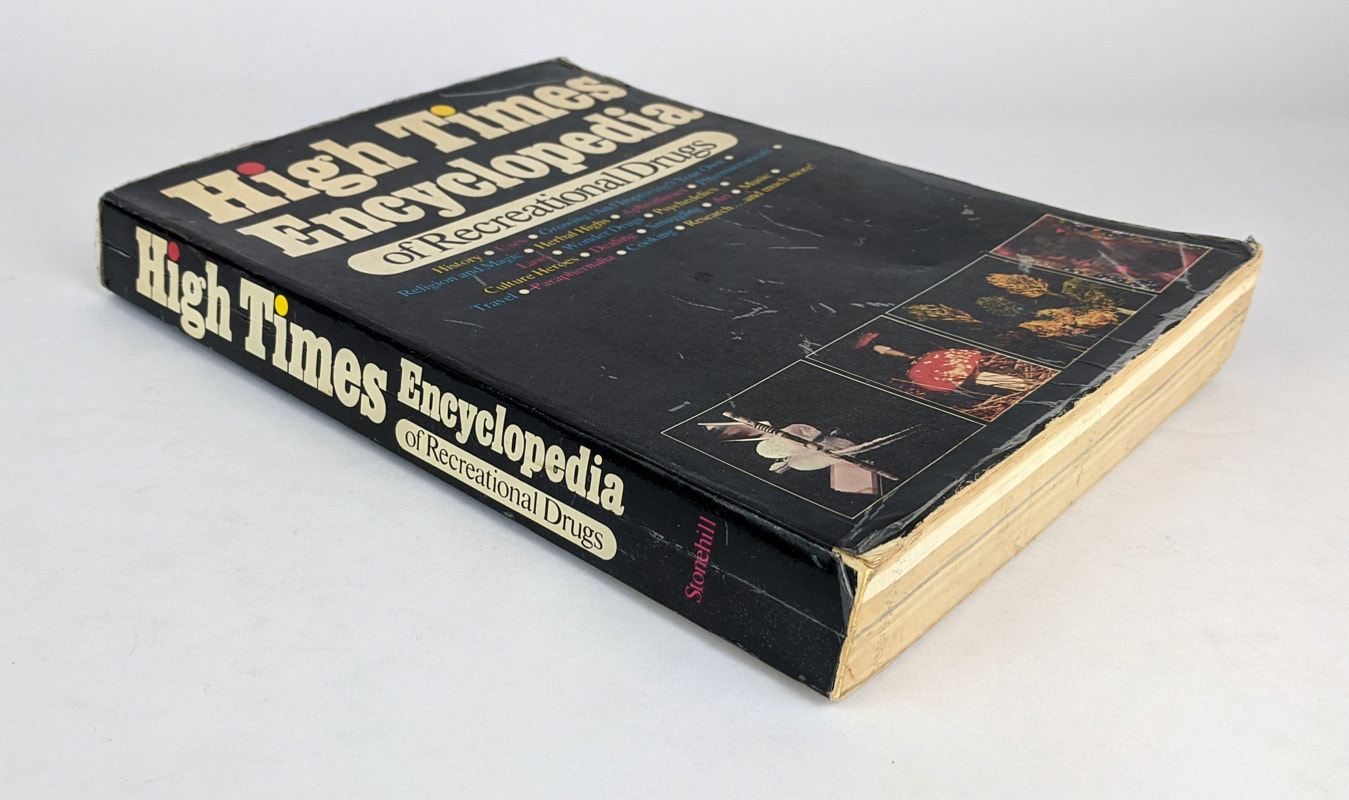 High Times
Encyclopedia
of Recreational Drugs
History • Uses • Growing (And Improving) Your Own •
Religion and Magic • Herbal Highs • Aphrodisiacs • Pharmaceuticals •
Law • Wonder Drugs • Psychedelics • Music •
Culture Heroes • Dealing • Smuggling • Art •
Travel • Paraphernalia • Cooking • Research...and much more!
High Times
Encyclopedia
of Recreational Drugs
Stonehill